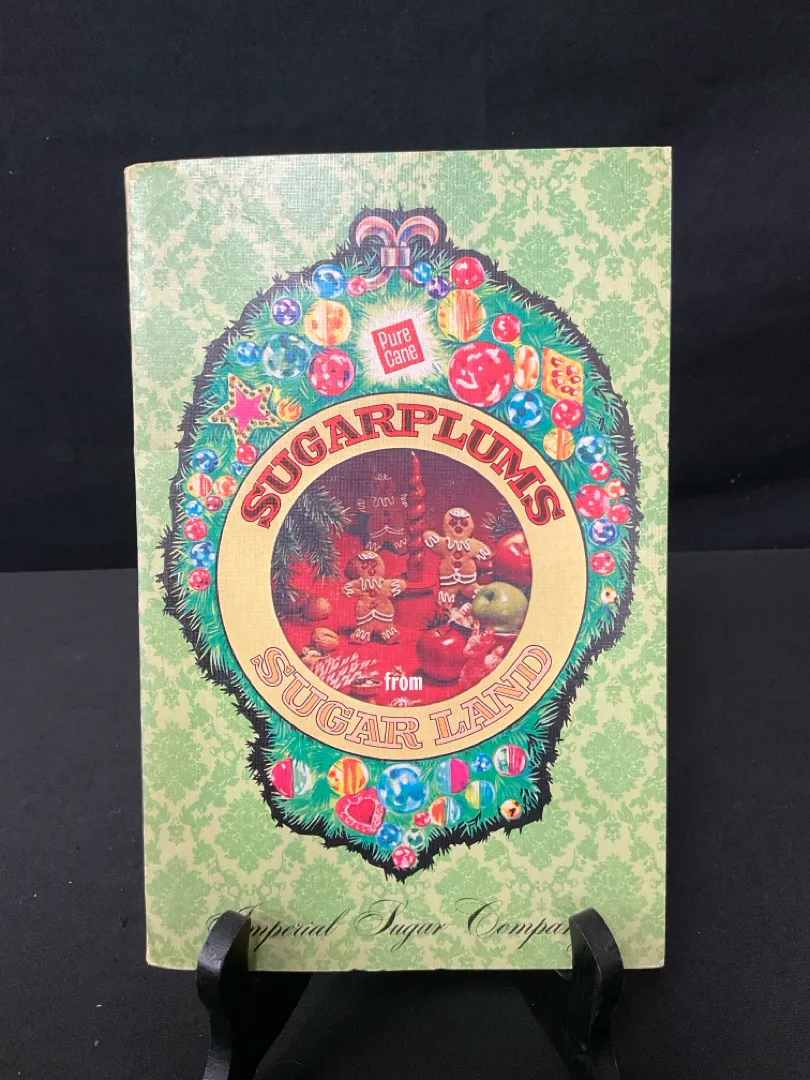 Pure
Cane
SUGARPLUMS
from
SUGAR LAND
Imperial Sugar Company